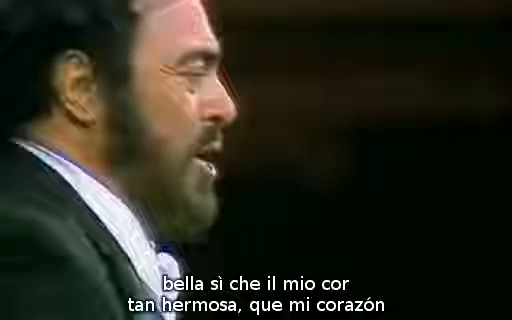 bella sì che il mio cor
tan hermosa, que mi corazón